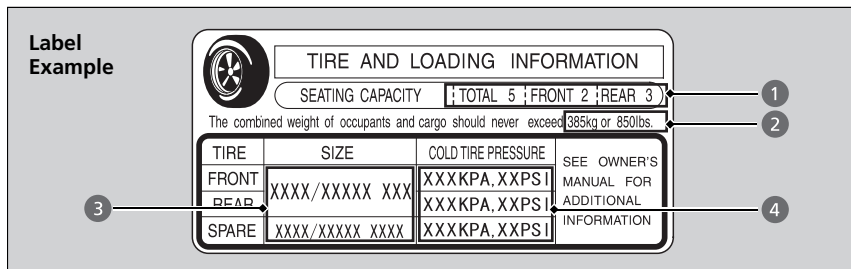 Label
Example
TIRE AND LOADING INFORMATION
SEATING CAPACITY TOTAL 5 FRONT 2 REAR 3
1
The combined weight of occupants and cargo should never exceed 385kg or 850lbs.
2
TIRE SIZE COLD TIRE PRESSURE
FRONT XXXX/XXXXX XXX XXXKPA,XXPSI
REAR XXXKPA,XXPSI
SPARE XXXX/XXXXX XXXX XXXKPA,XXPSI
SEE OWNER'S
MANUAL FOR
ADDITIONAL
INFORMATION
3
4